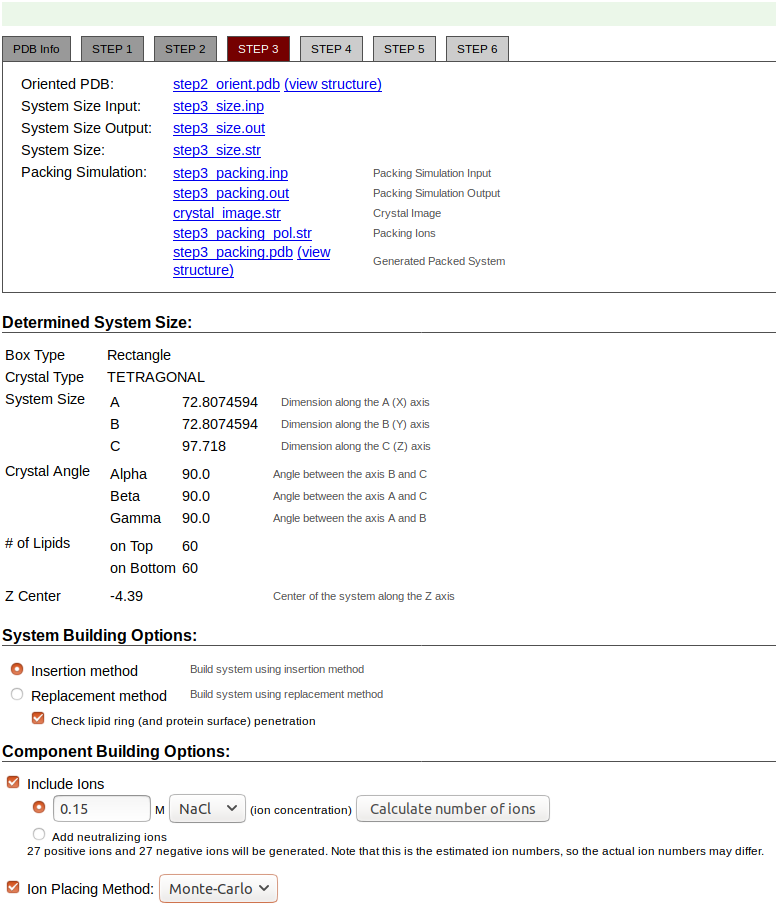 PDB Info STEP 1 STEP 2 STEP 3 STEP 4 STEP 5 STEP 6
Oriented PDB: step2_orient.pdb (view structure)
System Size Input: step3_size.inp
System Size Output: step3_size.out
System Size: step3_size.str
Packing Simulation: step3_packing.inp Packing Simulation Input
step3_packing.out Packing Simulation Output
crystal_image.str Crystal Image
step3_packing_pol.str Packing Ions
step3_packing.pdb (view
structure) Generated Packed System
Determined System Size:
Box Type Rectangle
Crystal Type TETRAGONAL
System Size A 72.8074594 Dimension along the A (X) axis
B 72.8074594 Dimension along the B (Y) axis
C 97.718 Dimension along the C (Z) axis
Crystal Angle Alpha 90.0 Angle between the axis B and C
Beta 90.0 Angle between the axis A and C
Gamma 90.0 Angle between the axis A and B
# of Lipids on Top 60
on Bottom 60
Z Center -4.39 Center of the system along the Z axis
System Building Options:
Insertion method Build system using insertion method
Replacement method Build system using replacement method
Check lipid ring (and protein surface) penetration
Component Building Options:
Include Ions
0.15 M NaCl (ion concentration) Calculate number of ions
Add neutralizing ions
27 positive ions and 27 negative ions will be generated. Note that this is the estimated ion numbers, so the actual ion numbers may differ.
Ion Placing Method: Monte-Carlo